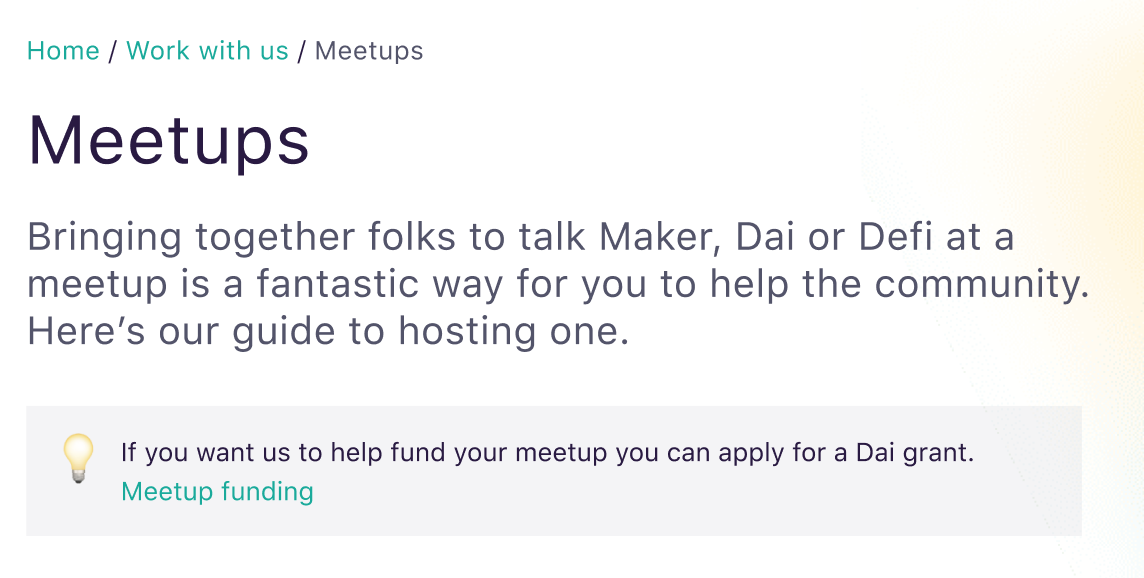 Home / Work with us / Meetups
Meetups
Bringing together folks to talk Maker, Dai or Defi at a
meetup is a fantastic way for you to help the community.
Here’s our guide to hosting one.
If you want us to help fund your meetup you can apply for a Dai grant.
Meetup funding